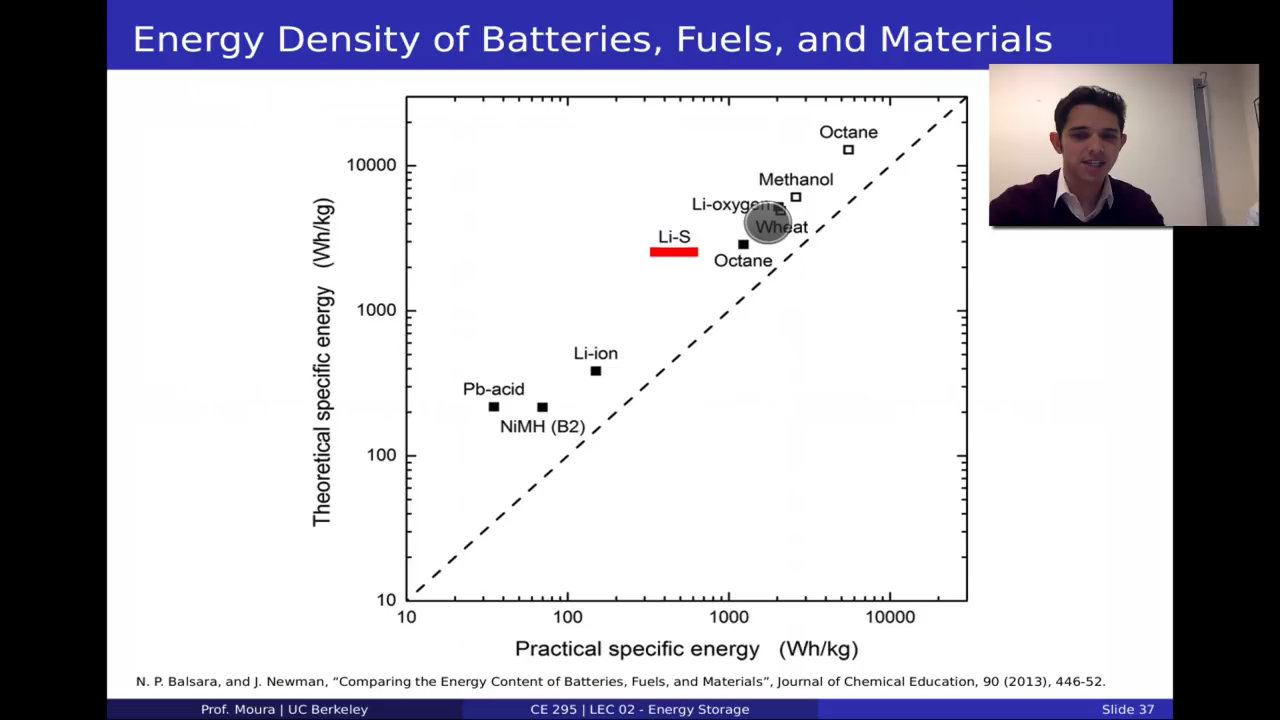 Energy Density of Batteries, Fuels, and Materials
Octane
10000
Methanol
Li-oxygen
Wheat
Li-S
Octane
1000
Li-ion
Pb-acid
NiMH (B2)
100
10
Theoretical specific energy (Wh/kg)
10 100 1000 10000
Practical specific energy (Wh/kg)
N. P. Balsara, and J. Newman, “Comparing the Energy Content of Batteries, Fuels, and Materials”, Journal of Chemical Education, 90 (2013), 446-52.
Prof. Moura | UC Berkeley CE 295 | LEC 02 - Energy Storage Slide 37